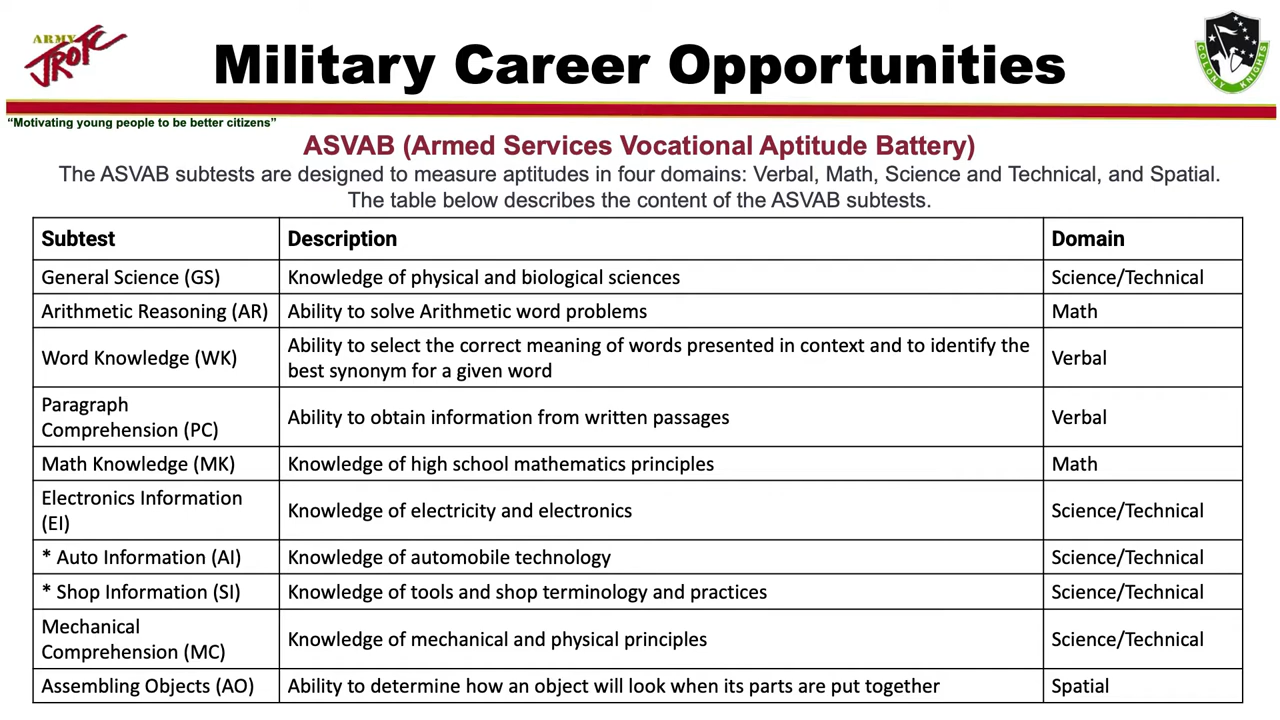 ARMY
JROTC
Military Career Opportunities
COLONY KNIGHTS
“Motivating young people to be better citizens”
ASVAB (Armed Services Vocational Aptitude Battery)
The ASVAB subtests are designed to measure aptitudes in four domains: Verbal, Math, Science and Technical, and Spatial.
The table below describes the content of the ASVAB subtests.
Subtest Description Domain
General Science (GS) Knowledge of physical and biological sciences Science/Technical
Arithmetic Reasoning (AR) Ability to solve Arithmetic word problems Math
Word Knowledge (WK) Ability to select the correct meaning of words presented in context and to identify the
best synonym for a given word Verbal
Paragraph
Comprehension (PC) Ability to obtain information from written passages Verbal
Math Knowledge (MK) Knowledge of high school mathematics principles Math
Electronics Information
(EI) Knowledge of electricity and electronics Science/Technical
* Auto Information (AI) Knowledge of automobile technology Science/Technical
* Shop Information (SI) Knowledge of tools and shop terminology and practices Science/Technical
Mechanical
Comprehension (MC) Knowledge of mechanical and physical principles Science/Technical
Assembling Objects (AO) Ability to determine how an object will look when its parts are put together Spatial